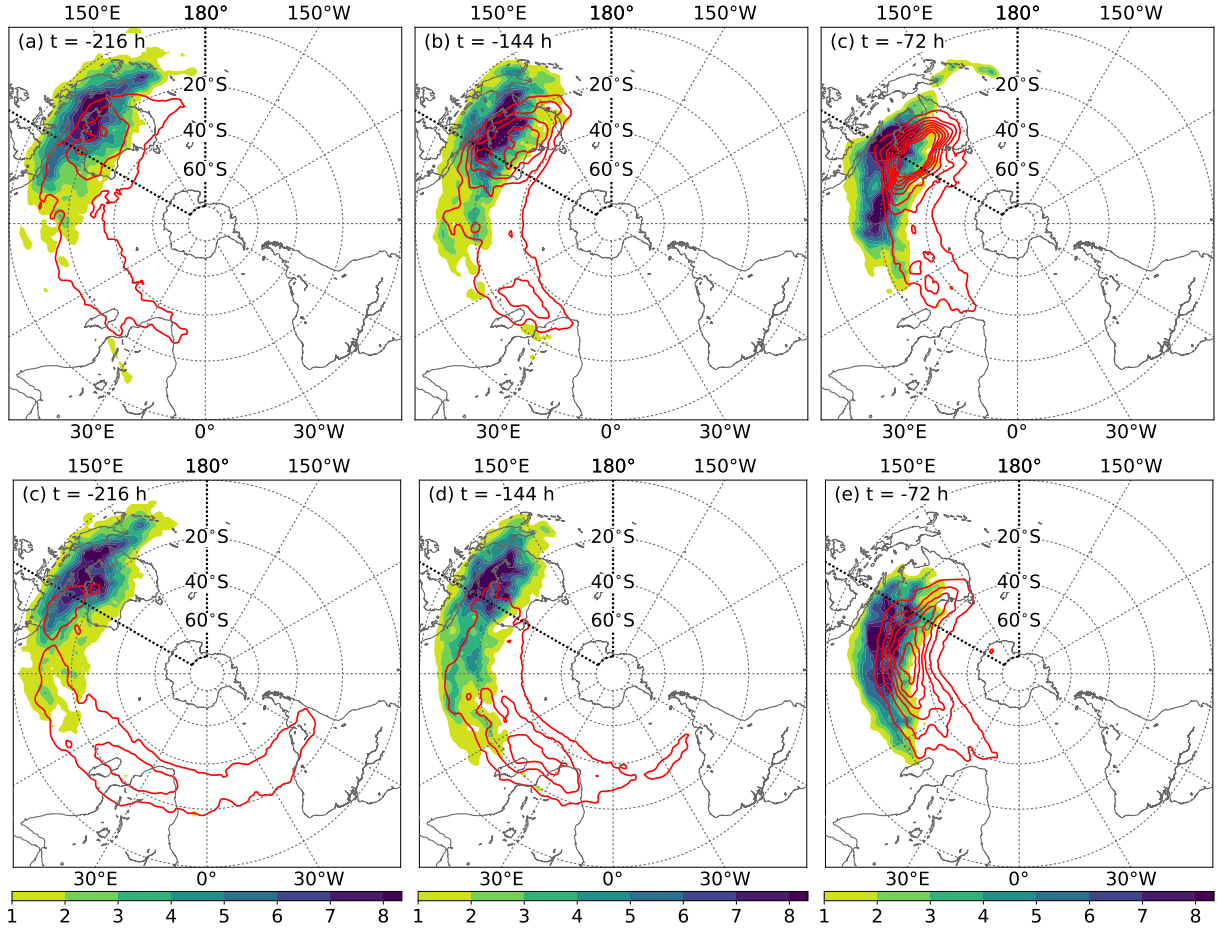 150°E 180° 150°W 150°E 180° 150°W 150°E 180° 150°W
(a) t = -216 h (b) t = -144 h (c) t = -72 h
20°S 20°S 20°S
40°S 40°S 40°S
60°S 60°S 60°S
30°E 0° 30°W 30°E 0° 30°W 30°E 0° 30°W
150°E 180° 150°W 150°E 180° 150°W 150°E 180° 150°W
(c) t = -216 h (d) t = -144 h (e) t = -72 h
20°S 20°S 20°S
40°S 40°S 40°S
60°S 60°S 60°S
30°E 0° 30°W 30°E 0° 30°W 30°E 0° 30°W
1 2 3 4 5 6 7 8 1 2 3 4 5 6 7 8 1 2 3 4 5 6 7 8